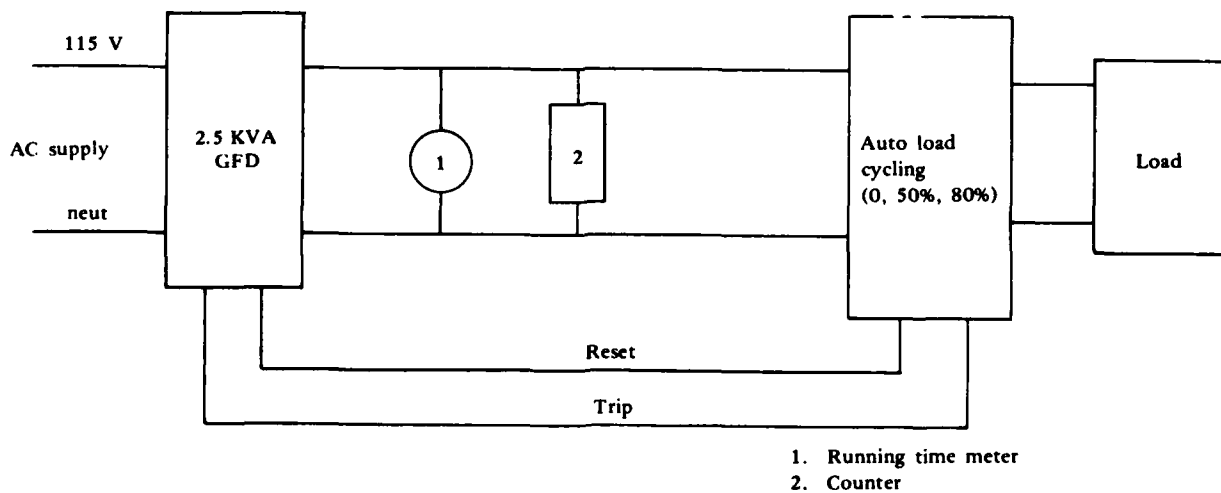 115 V
AC supply
neut
2.5 KVA
GFD
1
2
Auto load
cycling
(0, 50%, 80%)
Load
Reset
Trip
1. Running time meter
2. Counter